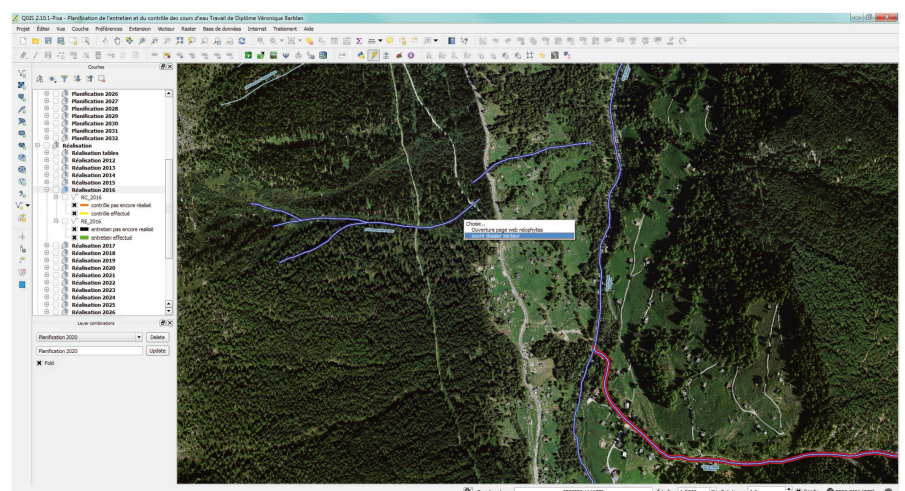 QGIS 2.10.1-Pisa - Planification de l'entretien et du contrôle des cours d'eau Travail de Diplôme Véronique Barblan
Projet Éditer Vue Couche Préférences Extension Vecteur Raster Base de données Internet Traitement Aide
Couches
Planification 2026
Planification 2027
Planification 2028
Planification 2029
Planification 2030
Planification 2031
Planification 2032
Réalisation
Réalisation tables
Réalisation 2012
Réalisation 2013
Réalisation 2014
Réalisation 2015
Réalisation 2016
RC_2016
contrôle pas encore réalisé
contrôle effectué
RE_2016
entretien pas encore realisé
entretien effectué
Réalisation 2017
Réalisation 2018
Réalisation 2019
Réalisation 2020
Réalisation 2021
Réalisation 2022
Réalisation 2023
Réalisation 2024
Réalisation 2025
Réalisation 2026
Choisir...
Ouverture page web néophytes
ouvrir dossier secteur
Layer combinations
Planification 2020
Delete
Planification 2020
Update
Fold